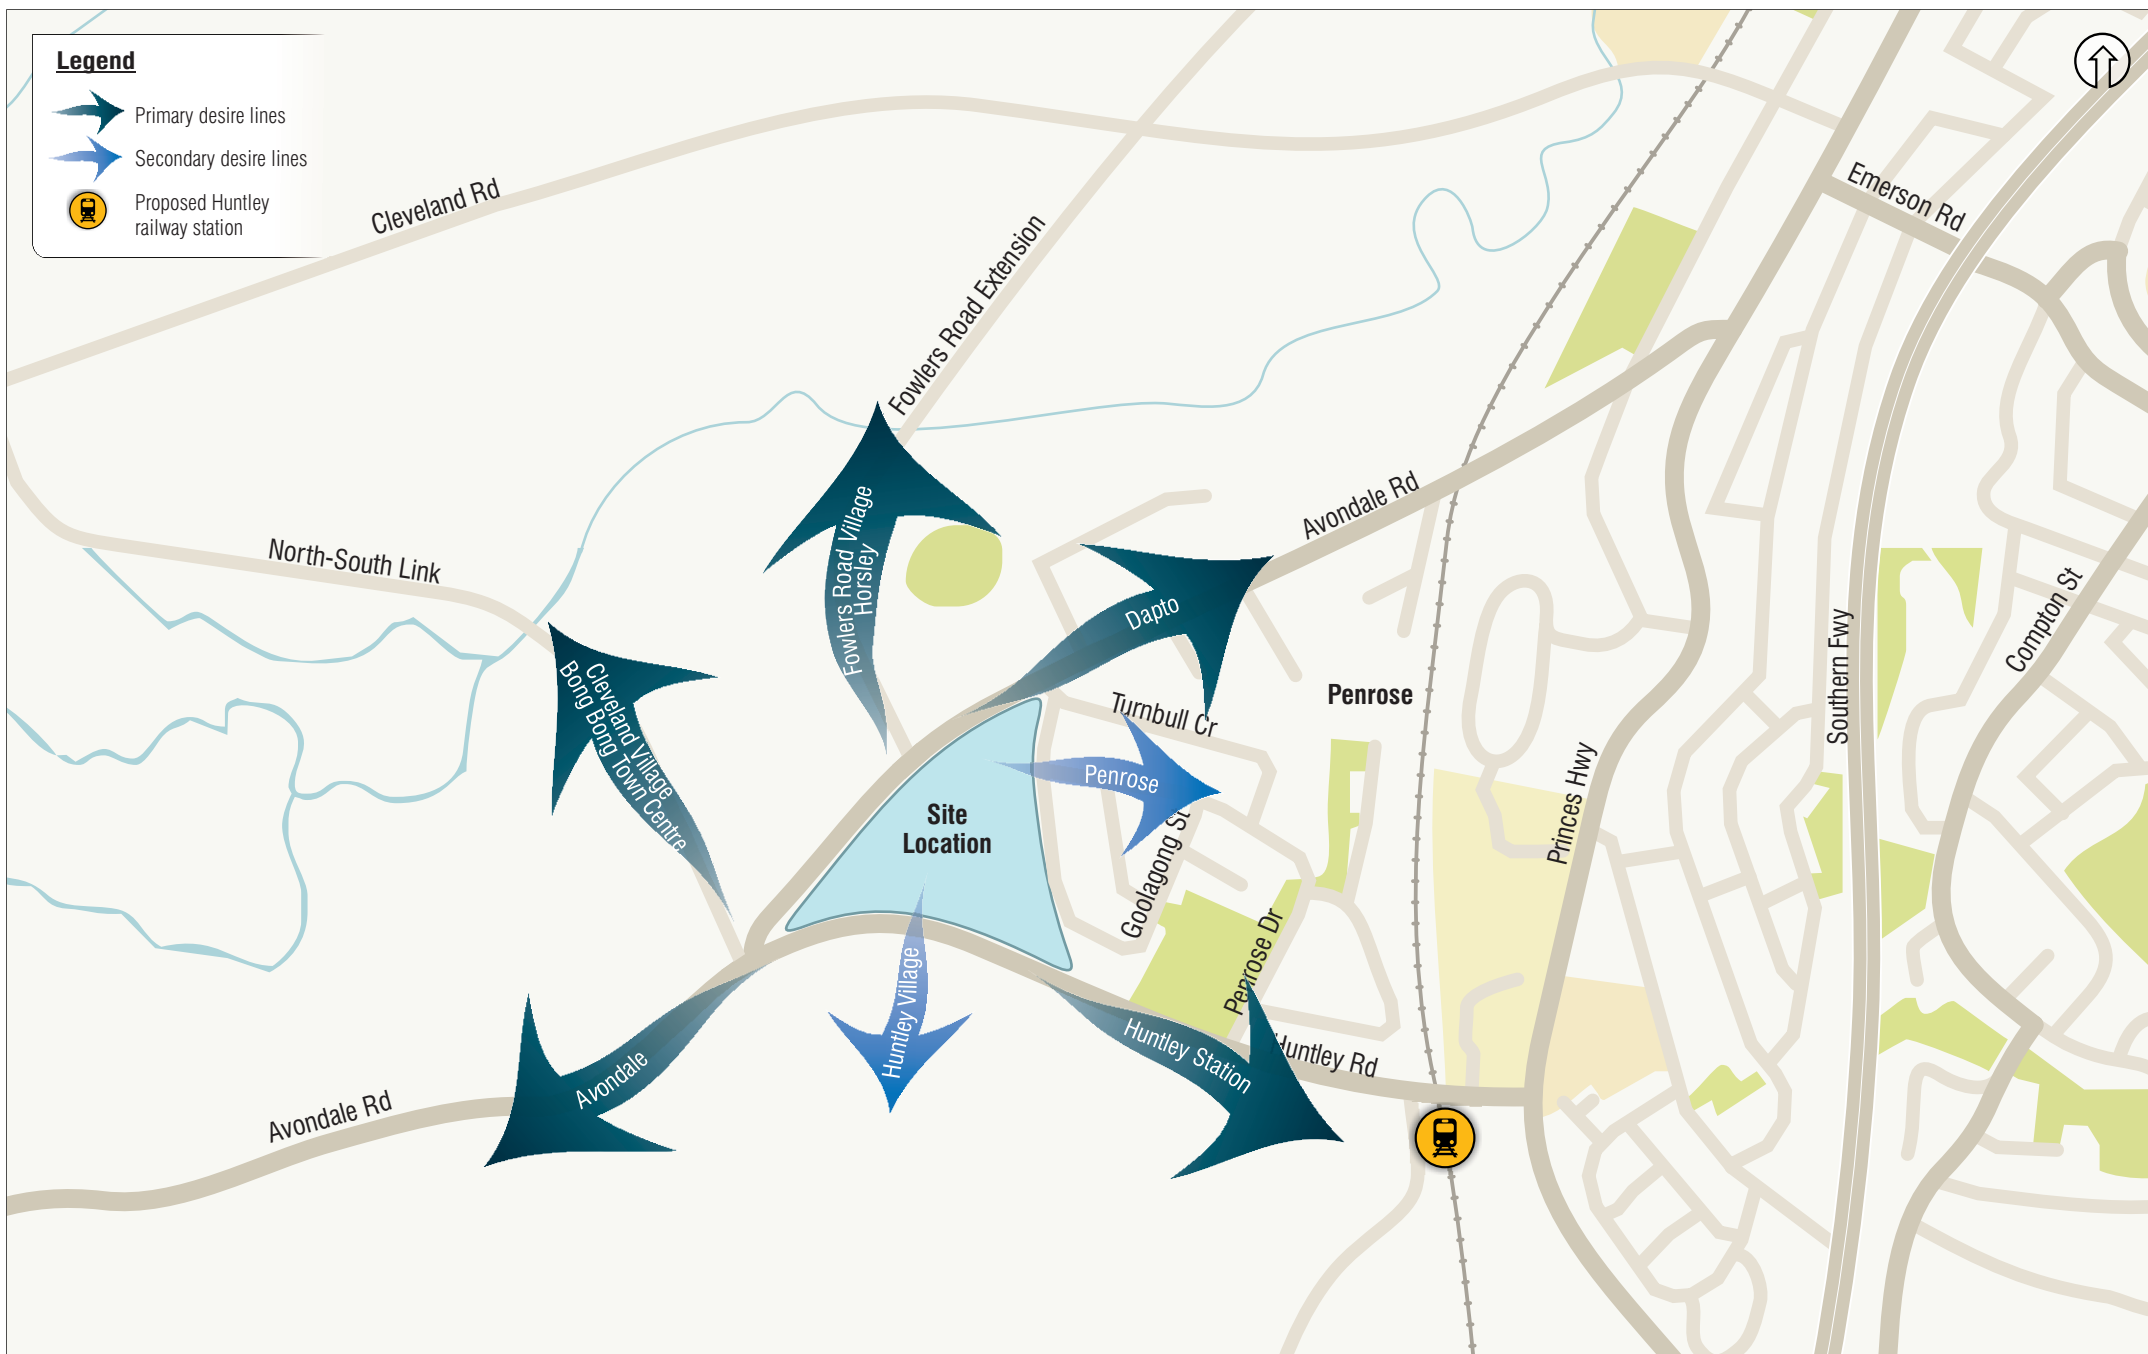 Legend
Primary desire lines
Secondary desire lines
Proposed Huntley
railway station
Cleveland Rd
Emerson Rd
Fowlers Road Extension
Avondale Rd
North-South Link
Fowlers Road Village
Horsley
Dapto
Compton St
Southern Fwy
Cleveland Village
Bong Bong Town Centre
Turnbull Cr
Penrose
Penrose
Site
Location
Princes Hwy
Goolagong St
Penrose Dr
Huntley Village
Huntley Station
Huntley Rd
Avondale
Avondale Rd